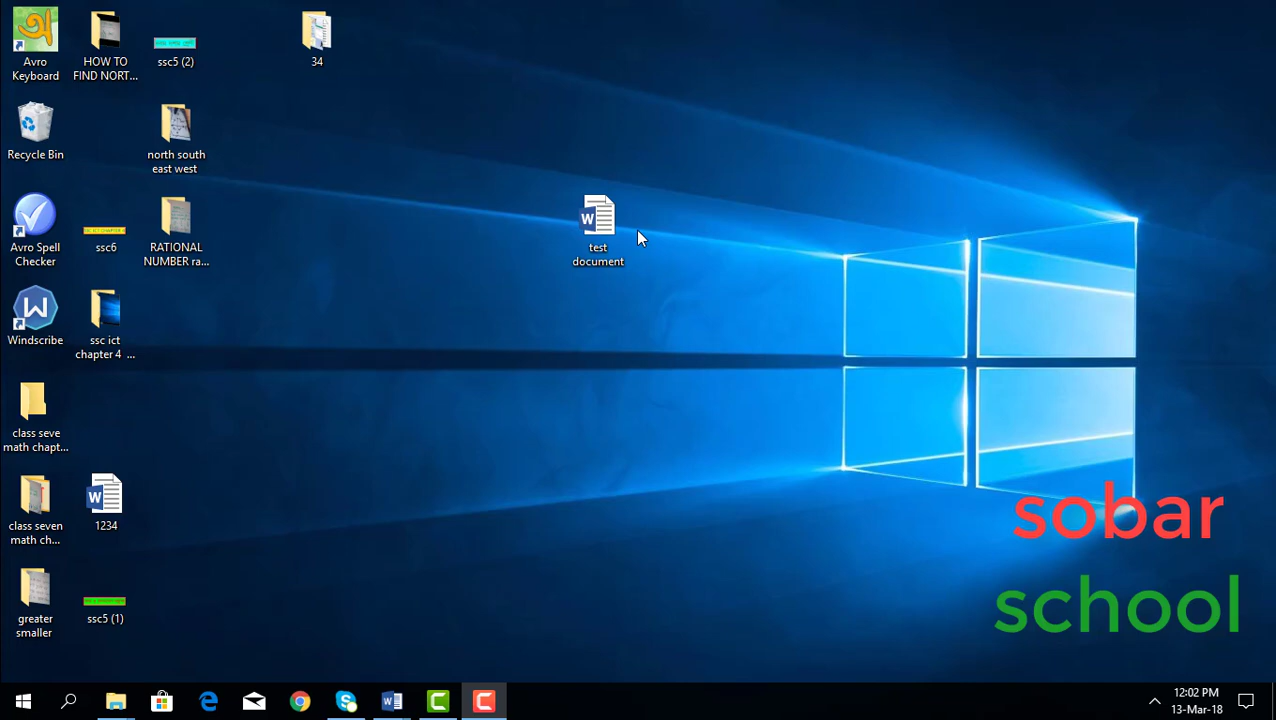 Avro
Keyboard
HOW TO
FIND NORT...
ssc5 (2)
34
Recycle Bin
north south
east west
test
document
Avro Spell
Checker
ssc6
RATIONAL
NUMBER ra...
Windscribe
ssc ict
chapter 4 ...
class seve
math chapt...
class seven
math ch...
1234
greater
smaller
ssc5 (1)
sobar
school
12:02 PM
13-Mar-18